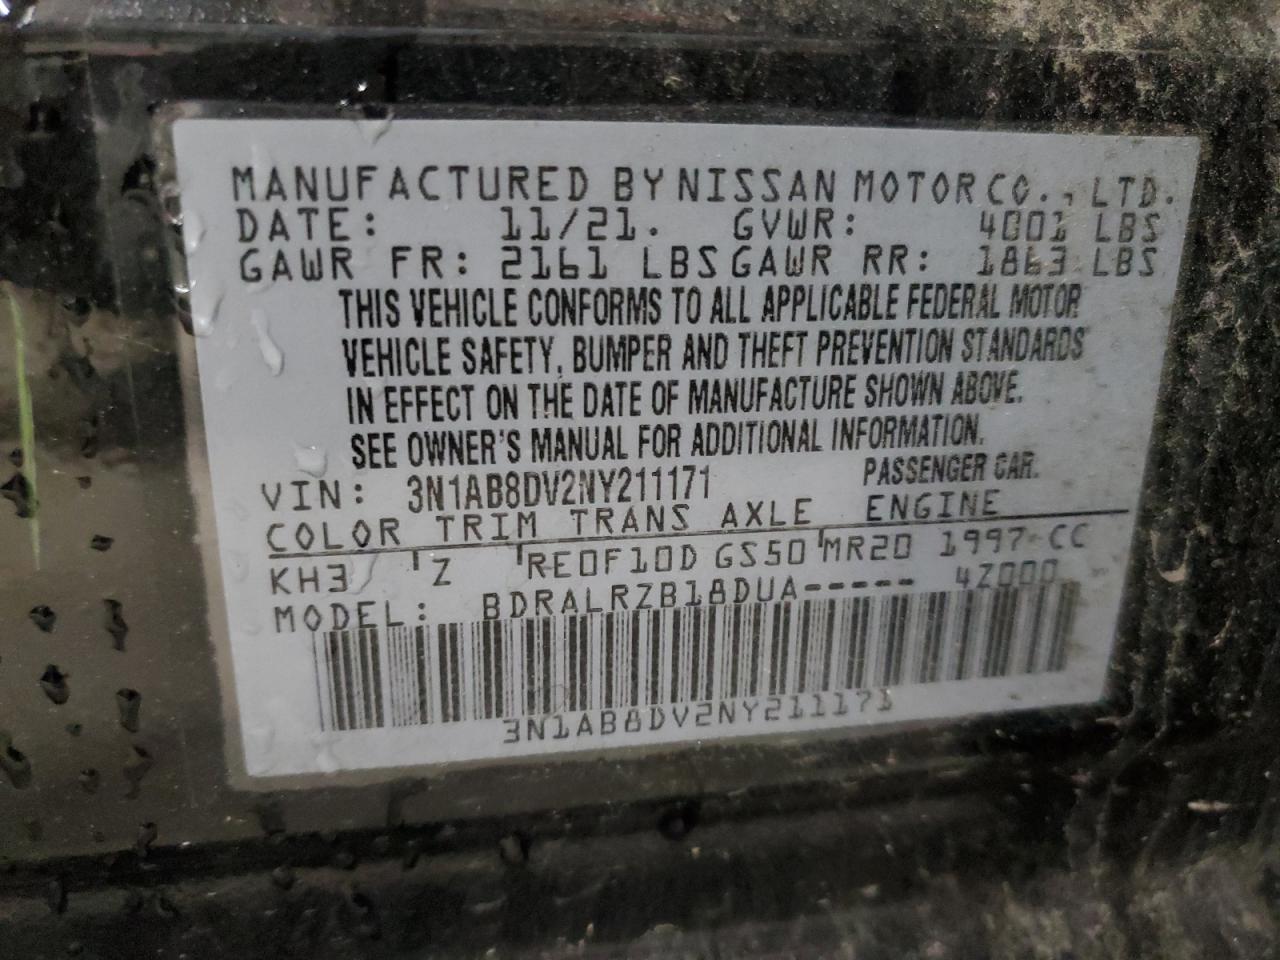 MANUFACTURED BY NISSAN MOTOR CO., LTD.
DATE: 11/21. GVWR: 4001 LBS
GAWR FR: 2161 LBS GAWR RR: 1863 LBS
THIS VEHICLE CONFORMS TO ALL APPLICABLE FEDERAL MOTOR
VEHICLE SAFETY, BUMPER AND THEFT PREVENTION STANDARDS
IN EFFECT ON THE DATE OF MANUFACTURE SHOWN ABOVE.
SEE OWNER'S MANUAL FOR ADDITIONAL INFORMATION.
VIN: 3N1AB8DV2NY211171 PASSENGER CAR.
COLOR TRIM TRANS AXLE ENGINE
KH3 Z RE0F10D GS50 MR20 1997 CC
MODEL: BDRALRZB18DUA----- 4Z000
3N1AB8DV2NY211171